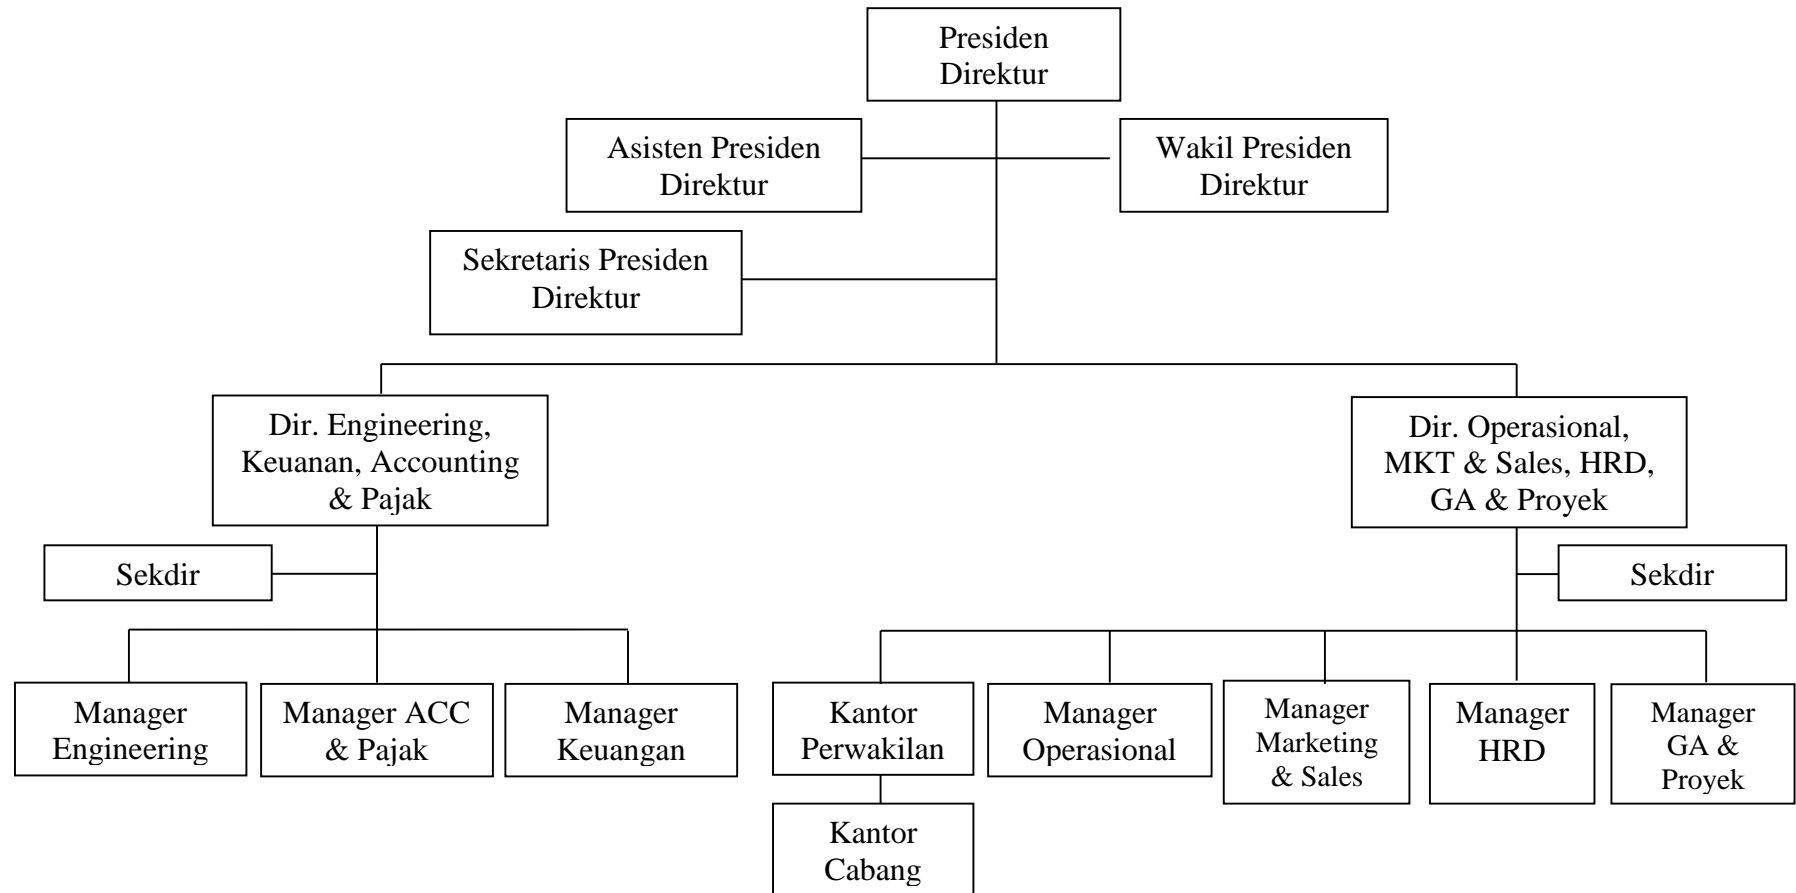 Presiden
Direktur
Asisten Presiden
Direktur
Wakil Presiden
Direktur
Sekretaris Presiden
Direktur
Dir. Engineering,
Keuanan, Accounting
& Pajak
Dir. Operasional,
MKT & Sales, HRD,
GA & Proyek
Sekdir
Sekdir
Manager
Engineering
Manager ACC
& Pajak
Manager
Keuangan
Kantor
Perwakilan
Manager
Operasional
Manager
Marketing
& Sales
Manager
HRD
Manager
GA &
Proyek
Kantor
Cabang